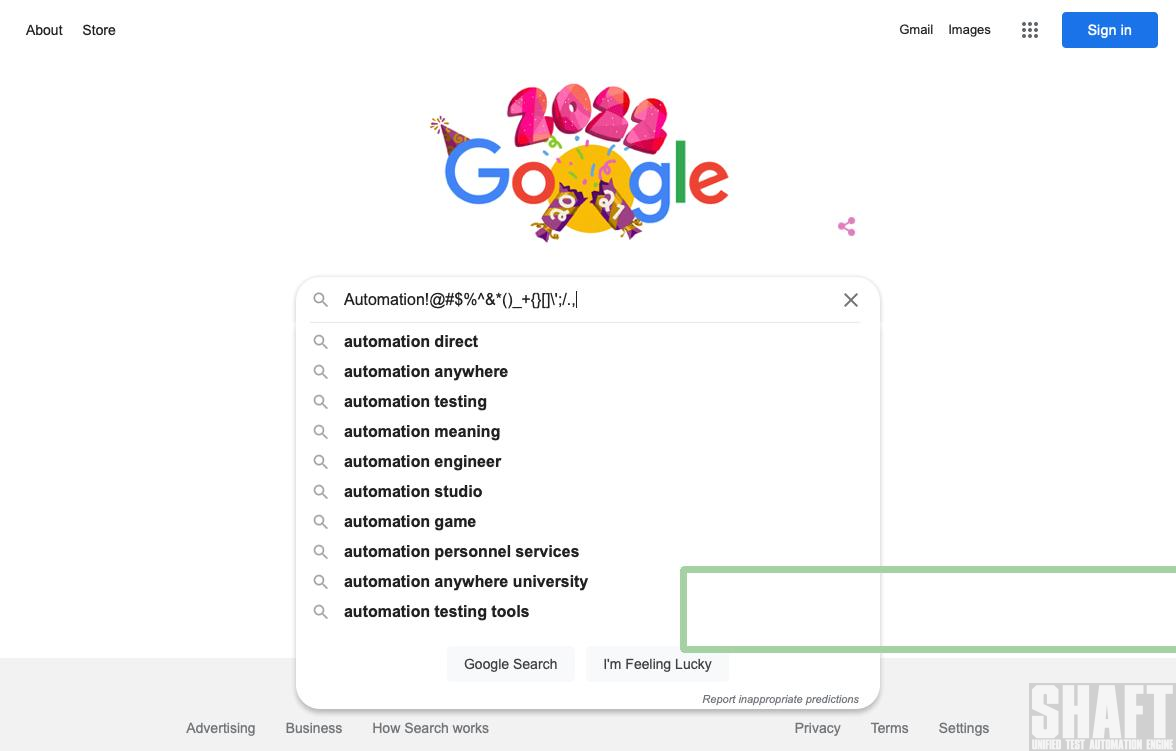 About Store
Gmail Images Sign in
2022
Google
2021
Automation!@#$%^&*()_+{}[]\';/.,
automation direct
automation anywhere
automation testing
automation meaning
automation engineer
automation studio
automation game
automation personnel services
automation anywhere university
automation testing tools
Google Search I'm Feeling Lucky
Report inappropriate predictions
Advertising Business How Search works Privacy Terms Settings
SHAFT
UNIFIED TEST AUTOMATION ENGINE